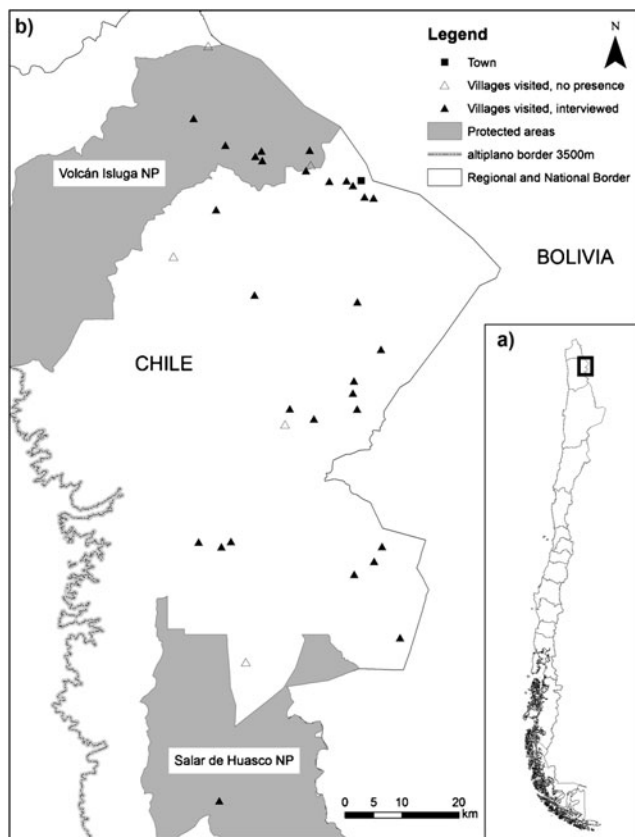 b)
Legend
N
Town
Villages visited, no presence
Villages visited, interviewed
Protected areas
altiplano border 3500m
Regional and National Border
Volcán Isluga NP
BOLIVIA
CHILE
a)
Salar de Huasco NP
0 5 10 20
km